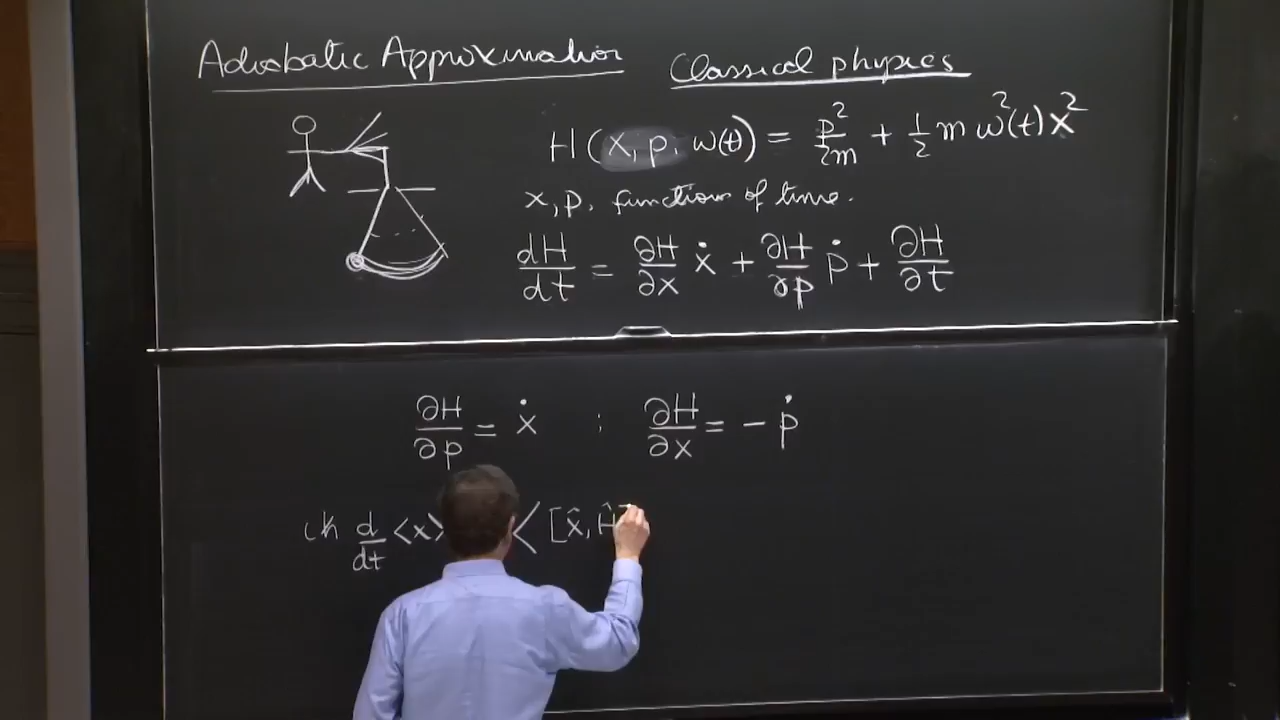 Adiabatic Approximation Classical physics
H(x, p, ω(t)) = p²/2m + 1/2 m ω²(t) x²
x, p, functions of time.
dH/dt = ∂H/∂x ẋ + ∂H/∂p ṗ + ∂H/∂t
∂H/∂p = ẋ ; ∂H/∂x = - ṗ
iħ d/dt <x> < [x̂, Ĥ]